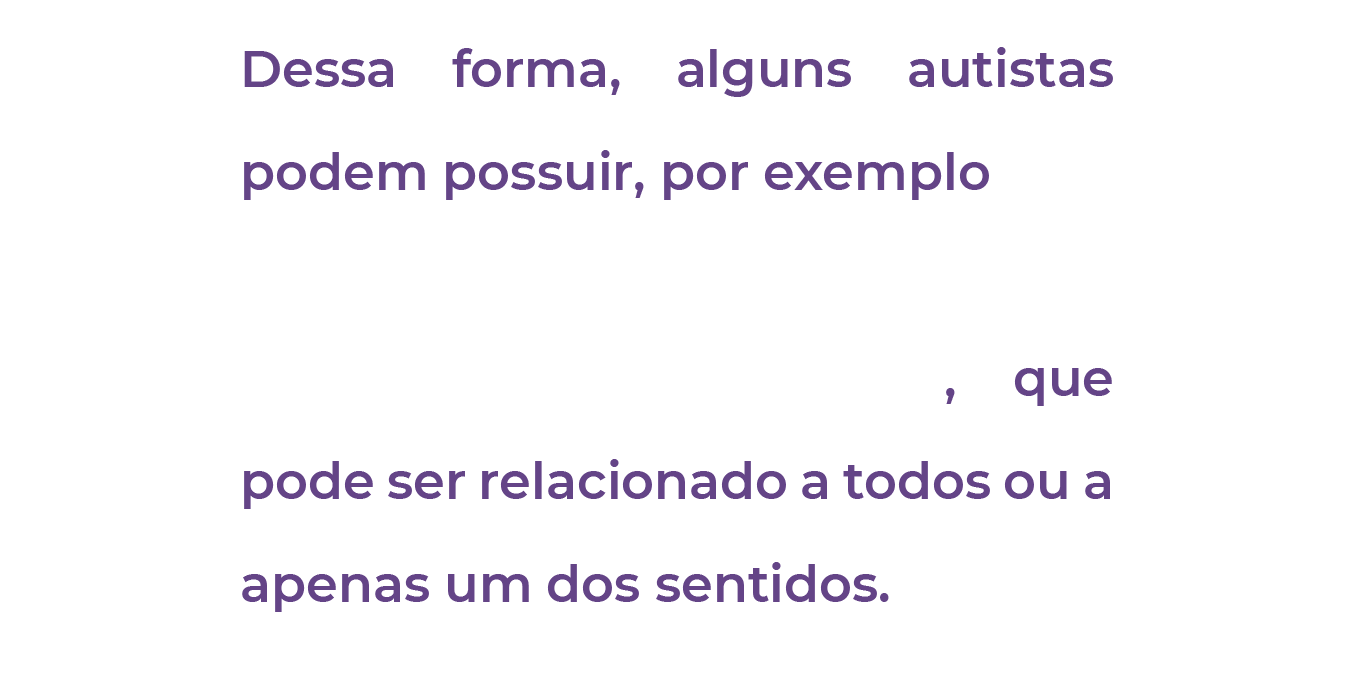 Dessa forma, alguns autistas
podem possuir, por exemplo
, que
pode ser relacionado a todos ou a
apenas um dos sentidos.